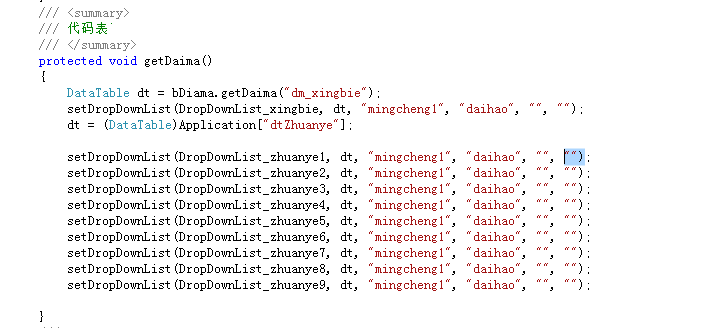 /// <summary>
/// 代码表
/// </summary>
protected void getDaima()
{
DataTable dt = bDiama.getDaima("dm_xingbie");
setDropDownList(DropDownList_xingbie, dt, "mingcheng1", "daihao", "", "");
dt = (DataTable)Application["dtZhuanye"];
setDropDownList(DropDownList_zhuanye1, dt, "mingcheng1", "daihao", "", "");
setDropDownList(DropDownList_zhuanye2, dt, "mingcheng1", "daihao", "", "");
setDropDownList(DropDownList_zhuanye3, dt, "mingcheng1", "daihao", "", "");
setDropDownList(DropDownList_zhuanye4, dt, "mingcheng1", "daihao", "", "");
setDropDownList(DropDownList_zhuanye5, dt, "mingcheng1", "daihao", "", "");
setDropDownList(DropDownList_zhuanye6, dt, "mingcheng1", "daihao", "", "");
setDropDownList(DropDownList_zhuanye7, dt, "mingcheng1", "daihao", "", "");
setDropDownList(DropDownList_zhuanye8, dt, "mingcheng1", "daihao", "", "");
setDropDownList(DropDownList_zhuanye9, dt, "mingcheng1", "daihao", "", "");
}